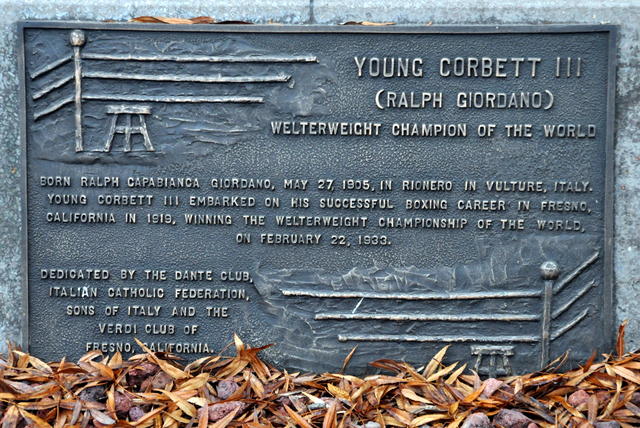 YOUNG CORBETT III
(RALPH GIORDANO)
WELTERWEIGHT CHAMPION OF THE WORLD
BORN RALPH CAPABIANCA GIORDANO, MAY 27, 1905, IN RIONERO IN VULTURE, ITALY.
YOUNG CORBETT III EMBARKED ON HIS SUCCESSFUL BOXING CAREER IN FRESNO,
CALIFORNIA IN 1919, WINNING THE WELTERWEIGHT CHAMPIONSHIP OF THE WORLD,
ON FEBRUARY 22, 1933.
DEDICATED BY THE DANTE CLUB,
ITALIAN CATHOLIC FEDERATION,
SONS OF ITALY AND THE
VERDI CLUB OF
FRESNO, CALIFORNIA.